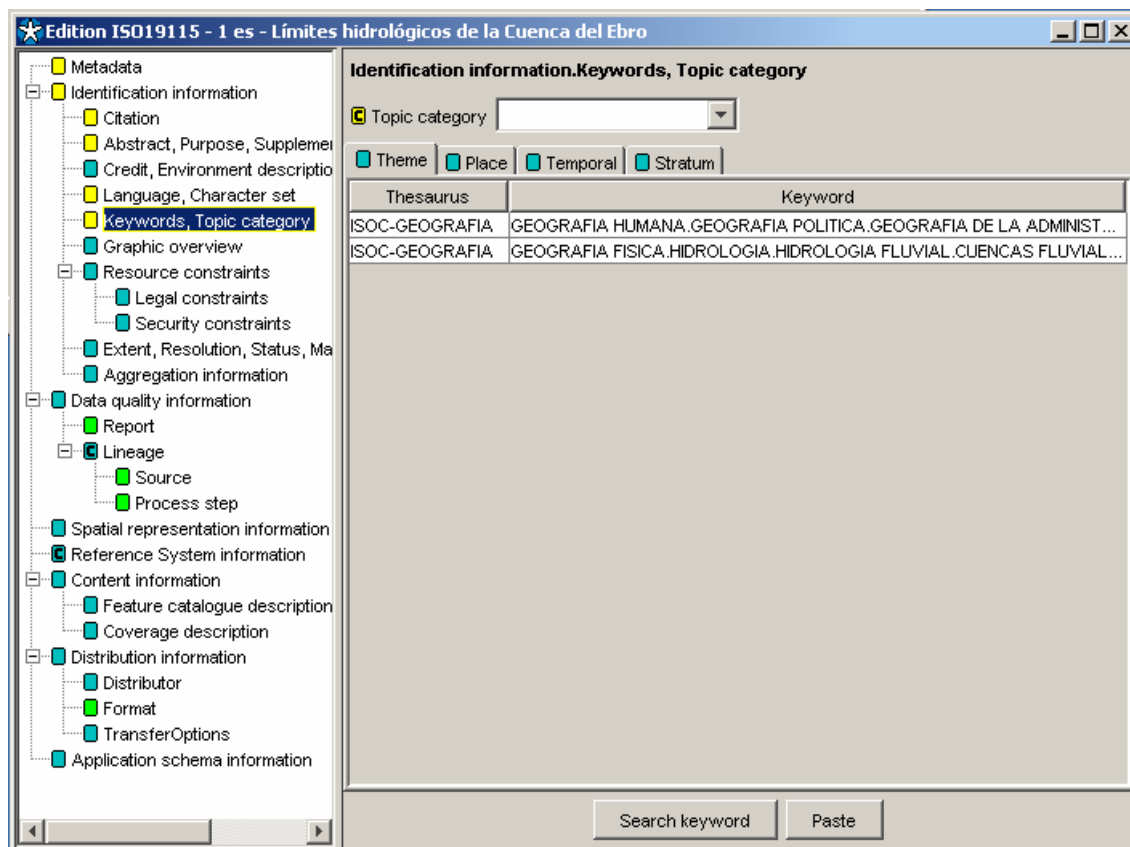 Edition ISO19115 - 1 es - Límites hidrológicos de la Cuenca del Ebro
Metadata
Identification information
Citation
Abstract, Purpose, Supplemer
Credit, Environment descriptio
Language, Character set
Keywords, Topic category
Graphic overview
Resource constraints
Legal constraints
Security constraints
Extent, Resolution, Status, Ma
Aggregation information
Data quality information
Report
C Lineage
Source
Process step
Spatial representation information
C Reference System information
Content information
Feature catalogue description
Coverage description
Distribution information
Distributor
Format
TransferOptions
Application schema information
Identification information.Keywords, Topic category
C Topic category
Theme Place Temporal Stratum
Thesaurus Keyword
ISOC-GEOGRAFIA GEOGRAFIA HUMANA.GEOGRAFIA POLITICA.GEOGRAFIA DE LA ADMINIST...
ISOC-GEOGRAFIA GEOGRAFIA FISICA.HIDROLOGIA.HIDROLOGIA FLUVIAL.CUENCAS FLUVIAL...
Search keyword Paste